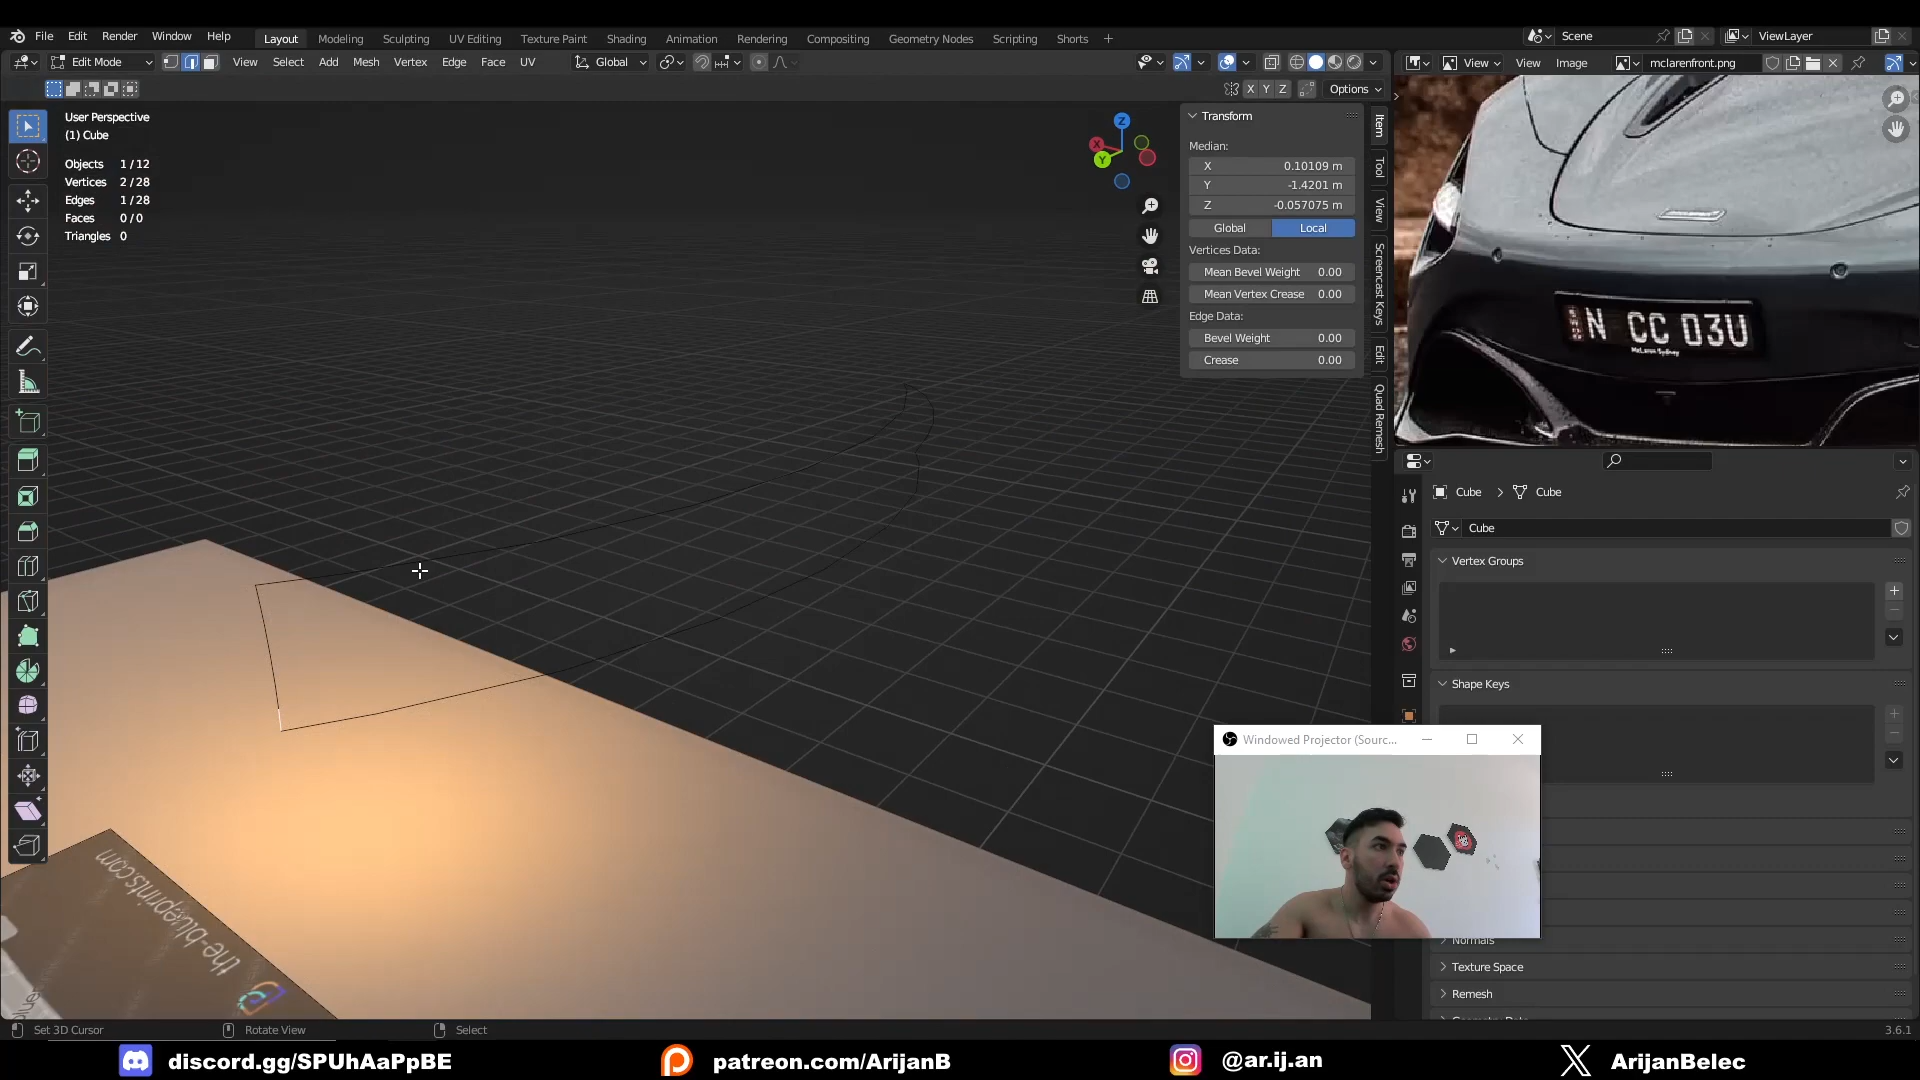 File Edit Render Window Help Layout Modeling Sculpting UV Editing Texture Paint Shading Animation Rendering Compositing Geometry Nodes Scripting Shorts + Scene ViewLayer
Edit Mode View Select Add Mesh Vertex Edge Face UV Global View View Image mclarenfront.png
X Y Z Options
User Perspective
(1) Cube
Objects 1/12
Vertices 2/28
Edges 1/28
Faces 0/0
Triangles 0
Z
X
Y
Transform
Median:
X 0.10109 m
Y -1.4201 m
Z -0.057075 m
Global Local
Vertices Data:
Mean Bevel Weight 0.00
Mean Vertex Crease 0.00
Edge Data:
Bevel Weight 0.00
Crease 0.00
Item
Tool
View
Screencast Keys
Edit
Quad Remesh
N CC 03U
McLaren Sydney
Cube > Cube
Cube
Vertex Groups
Shape Keys
Normals
Texture Space
Remesh
Windowed Projector (Sourc...
the-blueprints.com
Set 3D Cursor Rotate View Select 3.6.1
discord.gg/SPUhAaPpBE patreon.com/ArijanB @ar.ij.an ArijanBelec